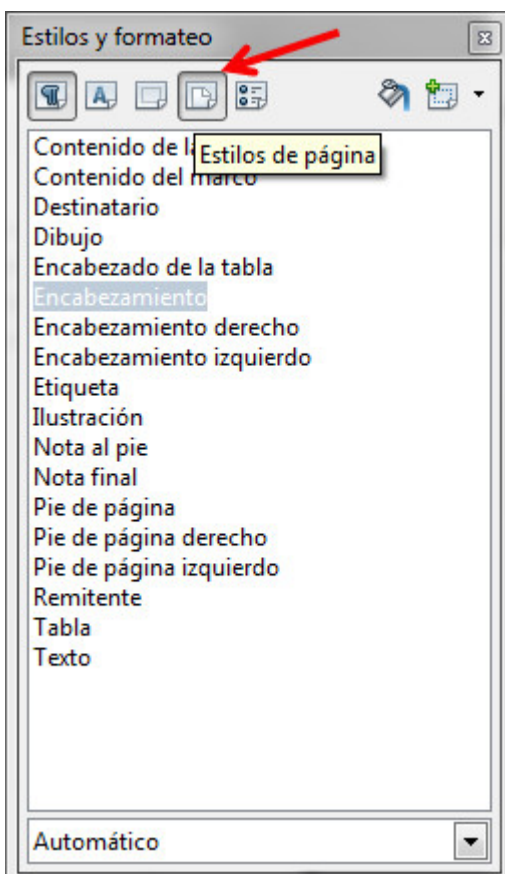 Estilos y formateo
Contenido de l
Estilos de página
Contenido del marco
Destinatario
Dibujo
Encabezado de la tabla
Encabezamiento
Encabezamiento derecho
Encabezamiento izquierdo
Etiqueta
Ilustración
Nota al pie
Nota final
Pie de página
Pie de página derecho
Pie de página izquierdo
Remitente
Tabla
Texto
Automático